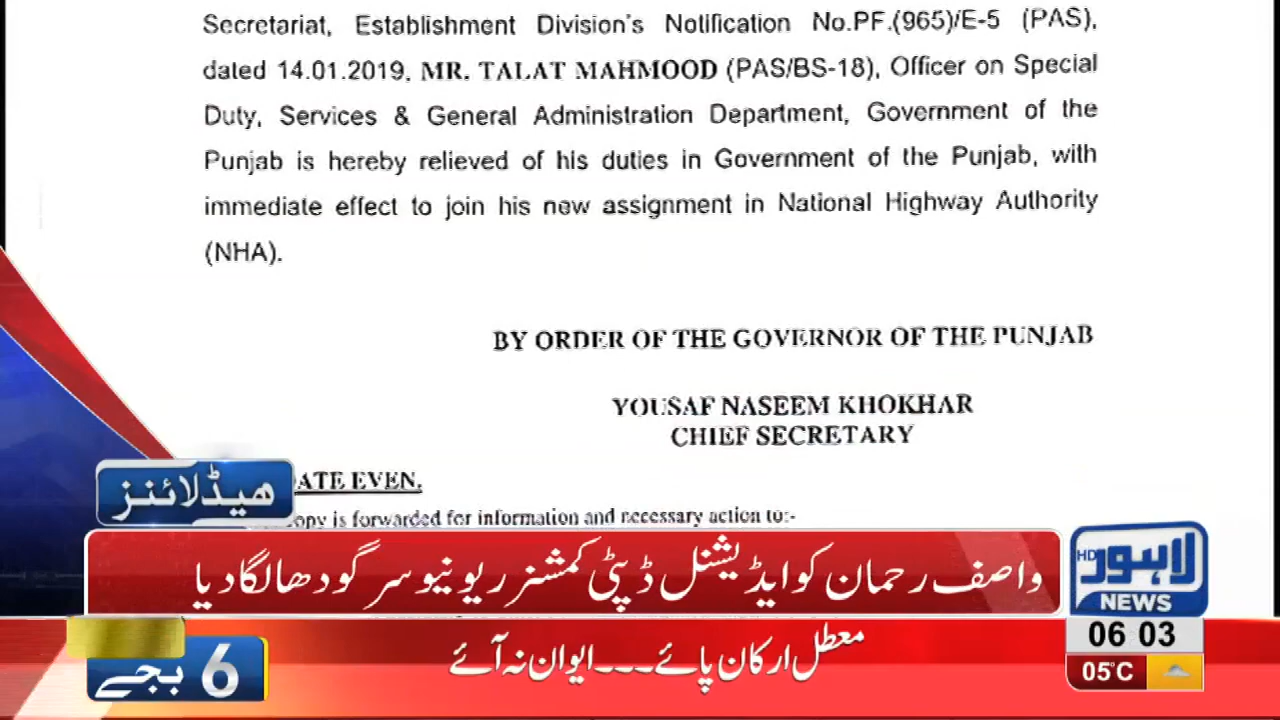 Secretariat, Establishment Division's Notification No.PF.(965)/E-5 (PAS),
dated 14.01.2019, MR. TALAT MAHMOOD (PAS/BS-18), Officer on Special
Duty, Services & General Administration Department, Government of the
Punjab is hereby relieved of his duties in Government of the Punjab, with
immediate effect to join his new assignment in National Highway Authority
(NHA).
BY ORDER OF THE GOVERNOR OF THE PUNJAB
YOUSAF NASEEM KHOKHAR
CHIEF SECRETARY
ATE EVEN.
opy is forwarded for information and necessary action to:-
ھیڈلائنز
واصف رحمان کو ایڈیشنل ڈپٹی کمشنر ریونیو سرگودھا لگا دیا
HD لاہور
NEWS
06 03
05°C
معطل ارکان پائے ۔۔۔ ایوان نہ آئے
6 بجے